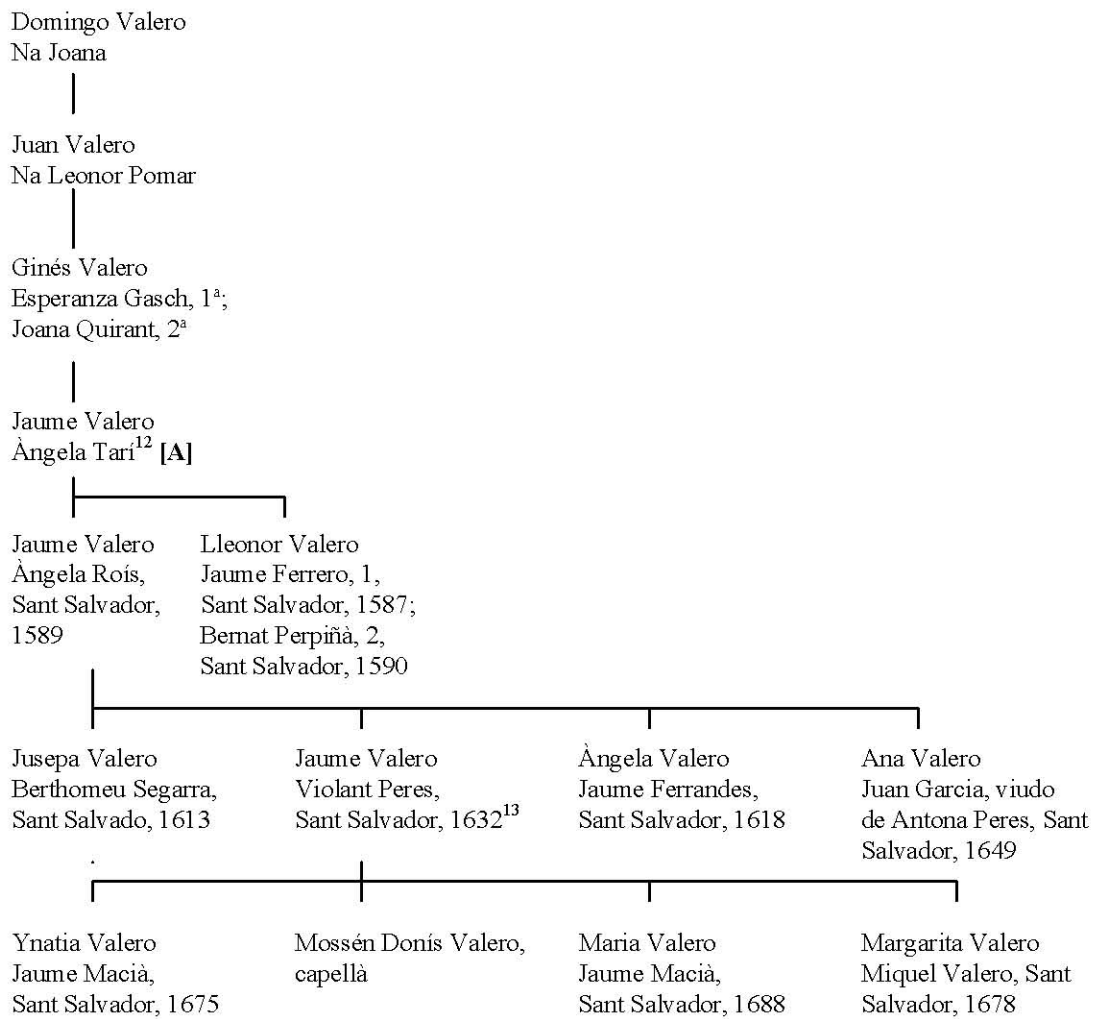 Domingo Valero
Na Joana
Juan Valero
Na Leonor Pomar
Ginés Valero
Esperanza Gasch, 1ª;
Joana Quirant, 2ª
Jaume Valero
Àngela Tarí¹² [A]
Jaume Valero
Àngela Roís,
Sant Salvador,
1589
Lleonor Valero
Jaume Ferrero, 1,
Sant Salvador, 1587;
Bernat Perpiñà, 2,
Sant Salvador, 1590
Jusepa Valero
Berthomeu Segarra,
Sant Salvado, 1613
Jaume Valero
Violant Peres,
Sant Salvador, 1632¹³
Àngela Valero
Jaume Ferrandes,
Sant Salvador, 1618
Ana Valero
Juan Garcia, viudo
de Antona Peres, Sant
Salvador, 1649
Ynatia Valero
Jaume Macià,
Sant Salvador, 1675
Mossén Donís Valero,
capellà
Maria Valero
Jaume Macià,
Sant Salvador, 1688
Margarita Valero
Miquel Valero, Sant
Salvador, 1678